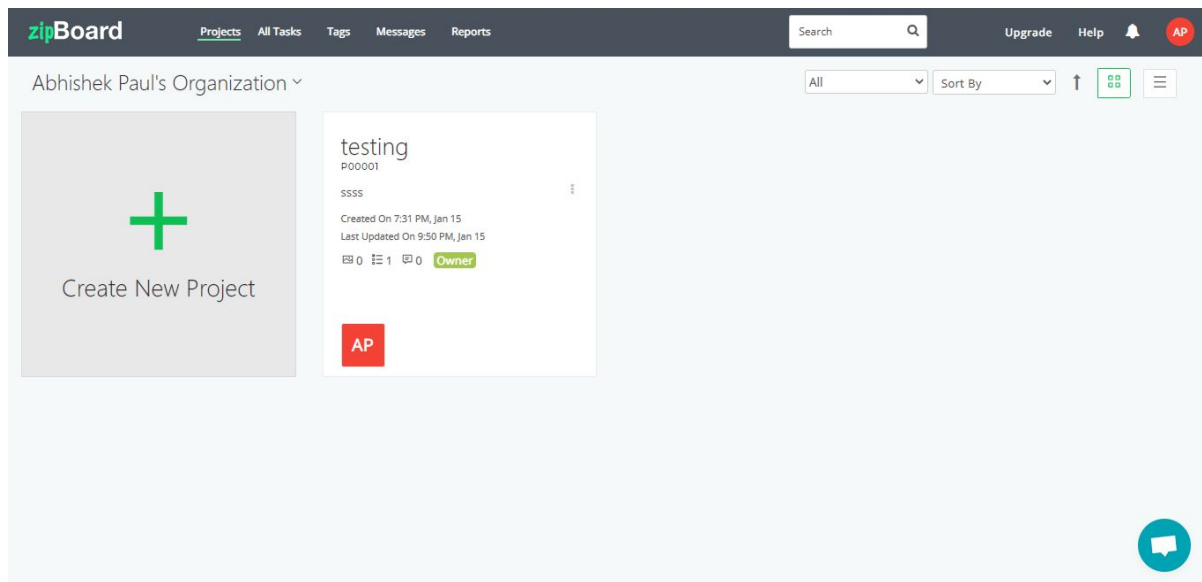 zipBoard Projects All Tasks Tags Messages Reports Search Upgrade Help AP
Abhishek Paul's Organization All Sort By
Create New Project
testing
P00001
ssss
Created On 7:31 PM, Jan 15
Last Updated On 9:50 PM, Jan 15
0 1 0 Owner
AP